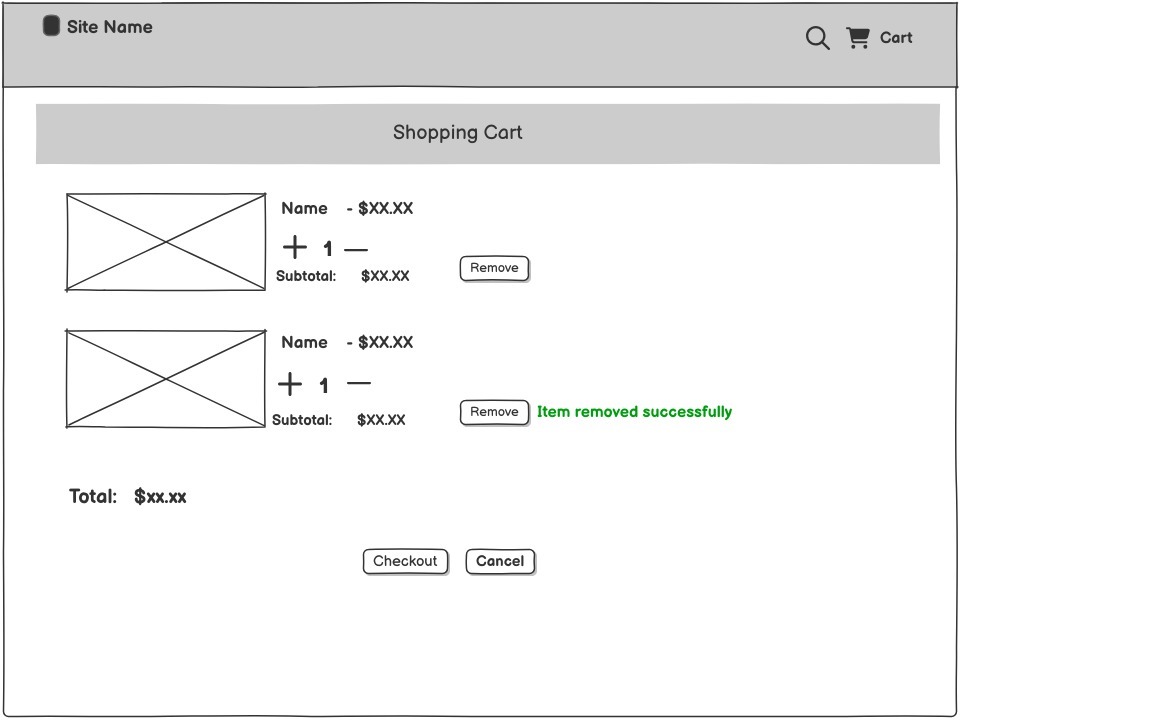 Site Name
Cart
Shopping Cart
Name - $XX.XX
+ 1 —
Subtotal: $XX.XX
Remove
Name - $XX.XX
+ 1 —
Subtotal: $XX.XX
Remove Item removed successfully
Total: $xx.xx
Checkout Cancel